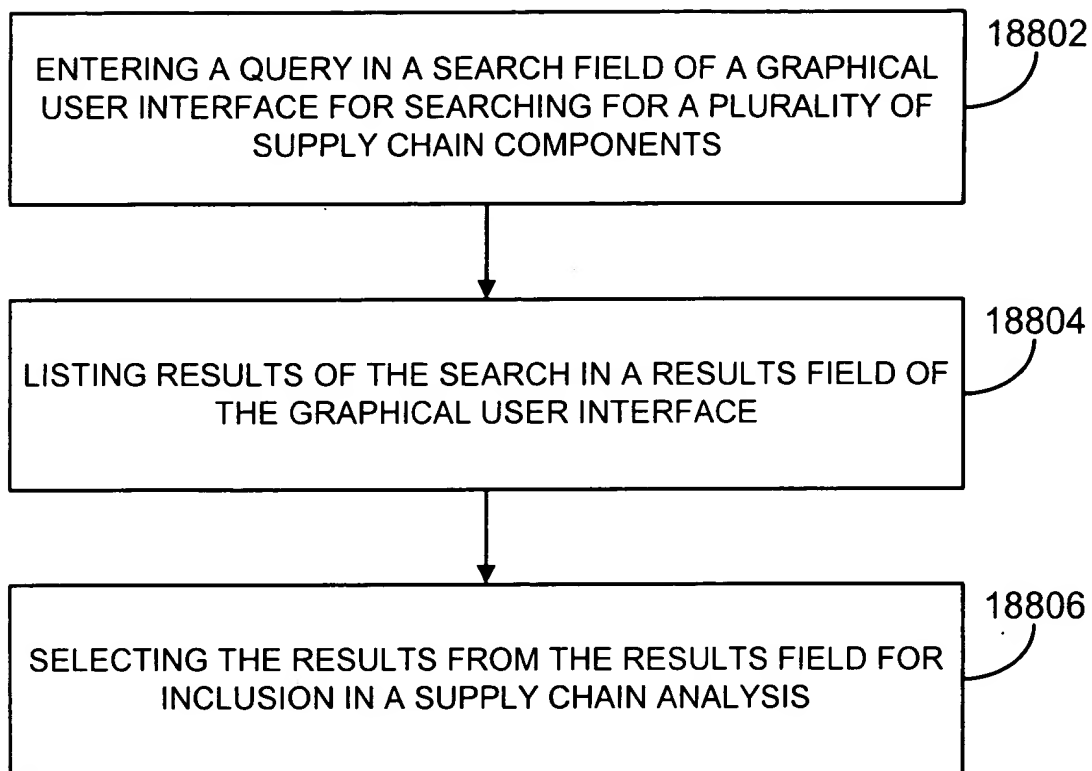 18802
ENTERING A QUERY IN A SEARCH FIELD OF A GRAPHICAL
USER INTERFACE FOR SEARCHING FOR A PLURALITY OF
SUPPLY CHAIN COMPONENTS
18804
LISTING RESULTS OF THE SEARCH IN A RESULTS FIELD OF
THE GRAPHICAL USER INTERFACE
18806
SELECTING THE RESULTS FROM THE RESULTS FIELD FOR
INCLUSION IN A SUPPLY CHAIN ANALYSIS